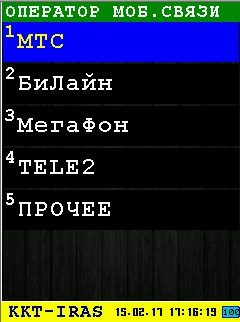 ОПЕРАТОР МОБ.СВЯЗИ
1МТС
2БиЛайн
3МегаФон
4TELE2
5ПРОЧЕЕ
KKT-IRAS 15.02.17 17:16:19 100